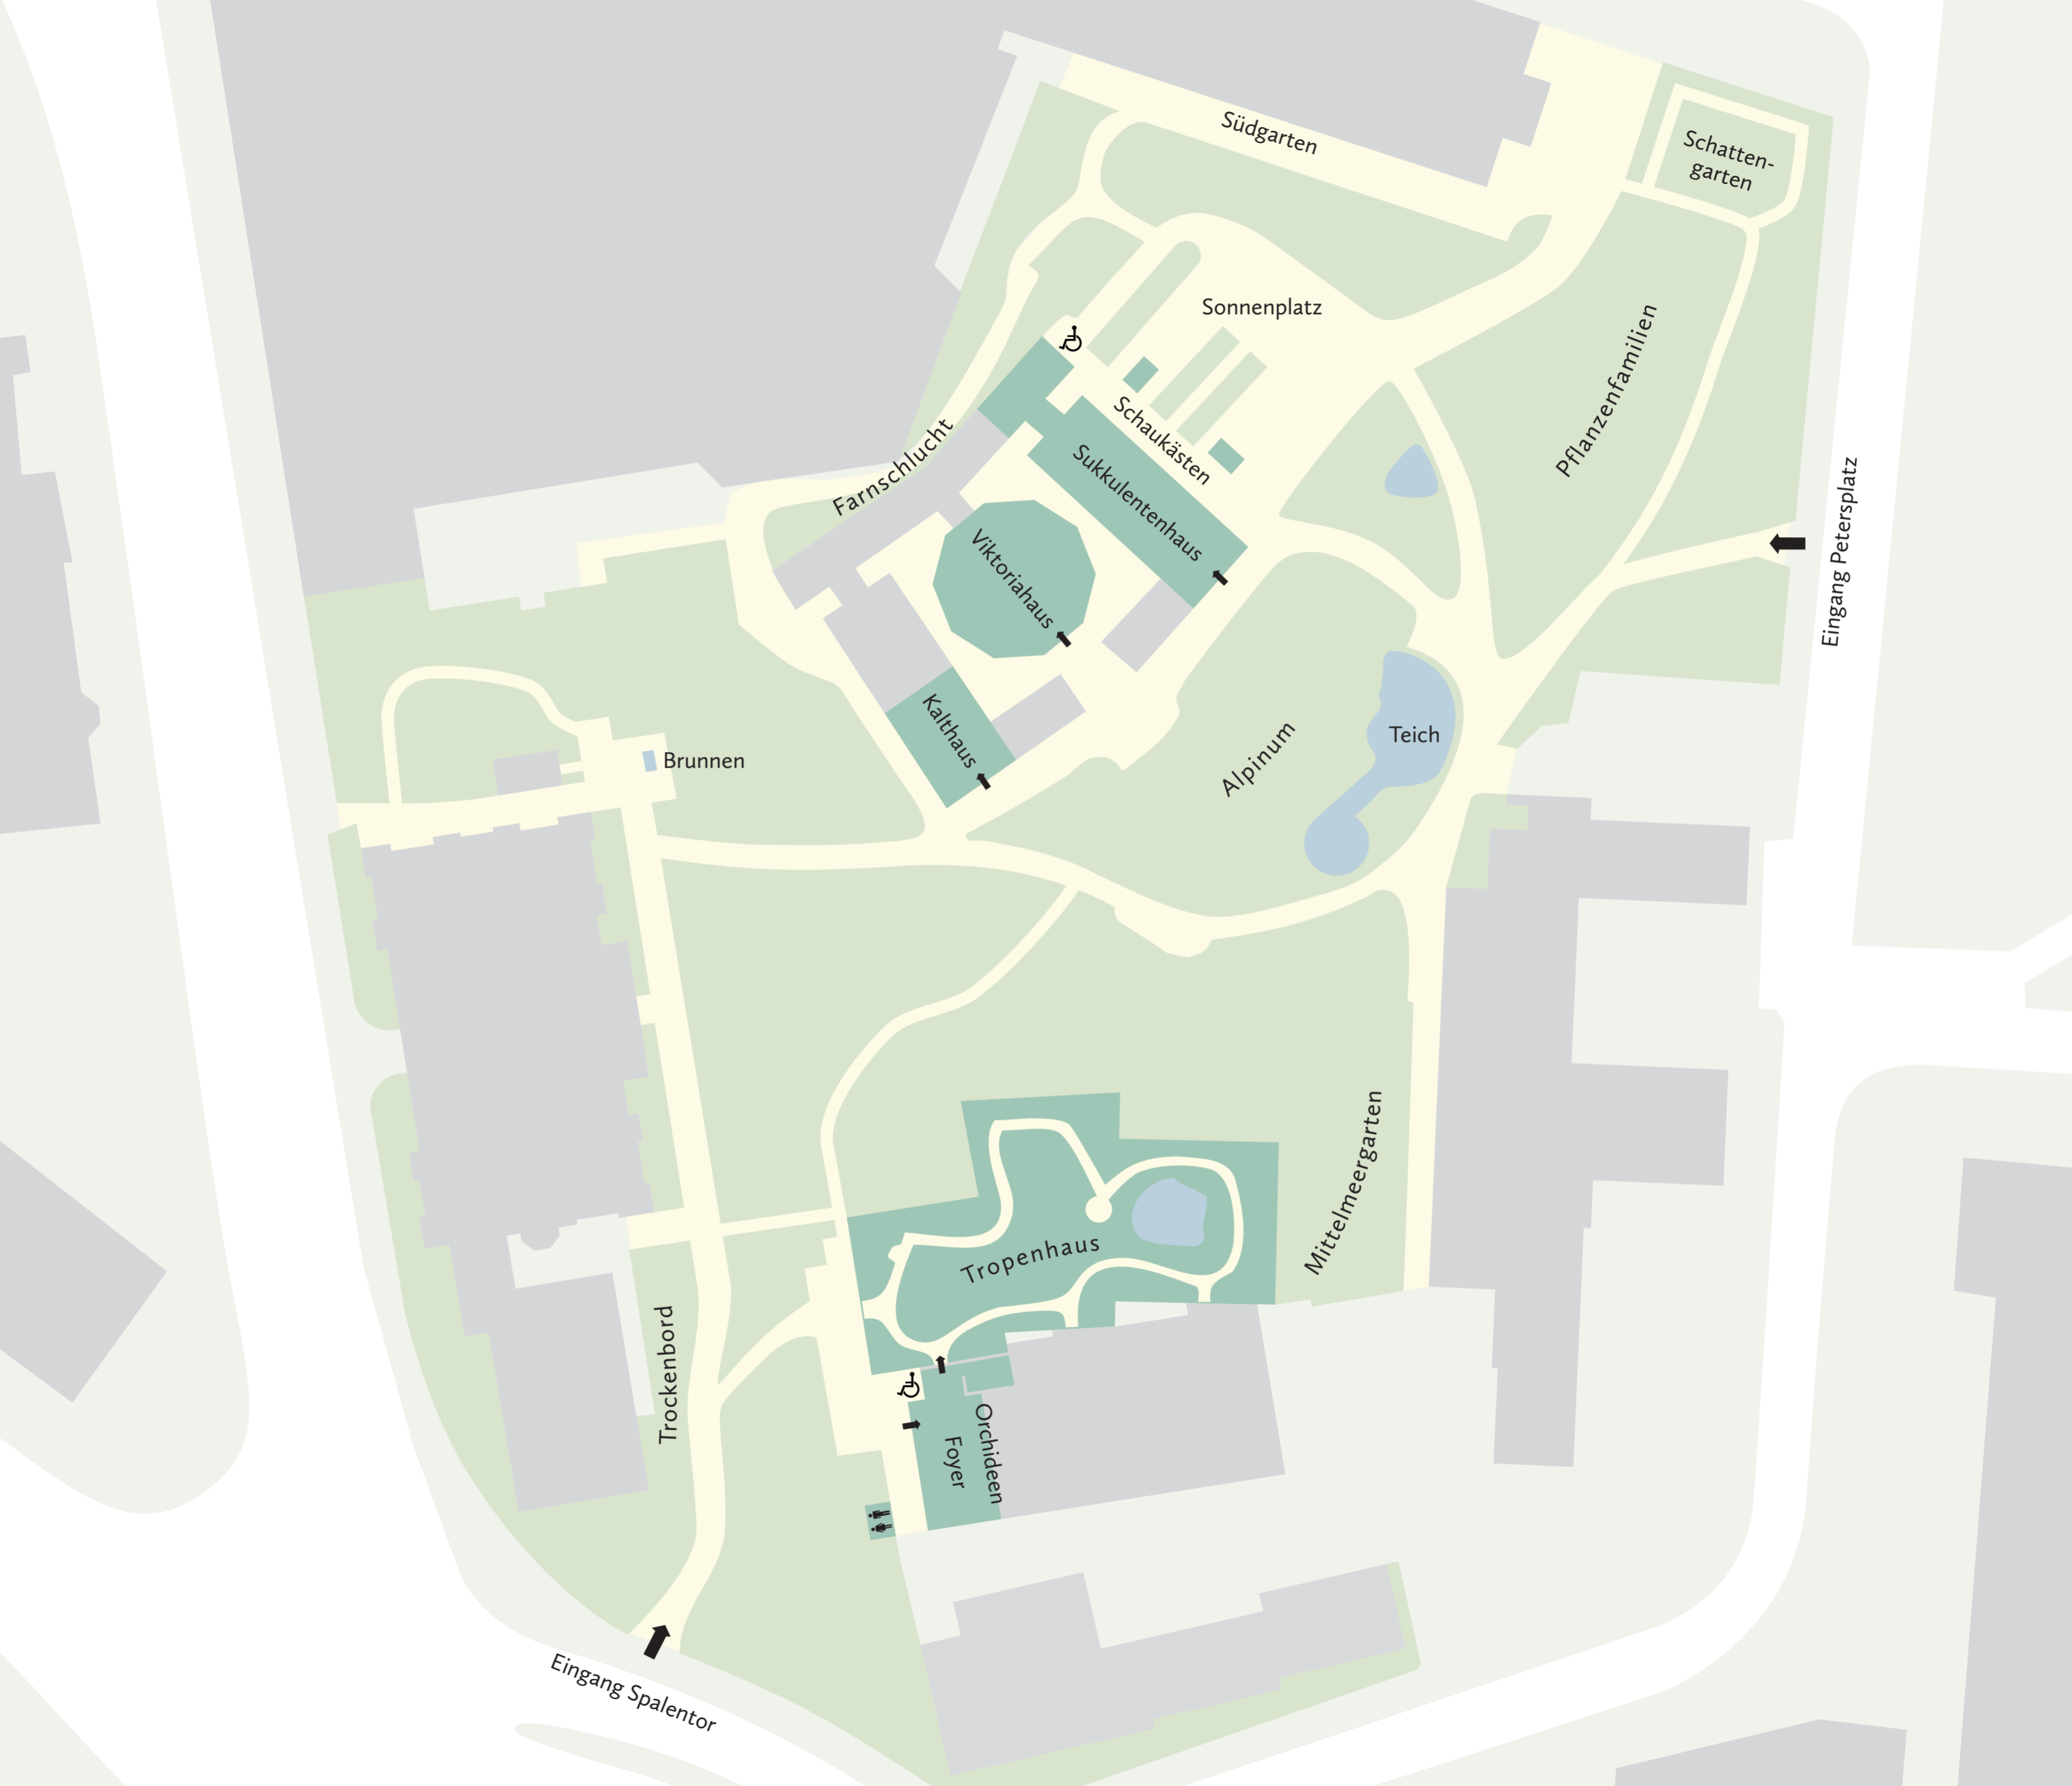 Südgarten
Schatten-
garten
Sonnenplatz
Pflanzenfamilien
Schaukästen
Farnschlucht
Sukkulentenhaus
Viktoriahaus
Eingang Petersplatz
Kalthaus
Brunnen
Alpinum
Teich
Mittelmeergarten
Tropenhaus
Trockenbord
Orchideen
Foyer
Eingang Spalentor